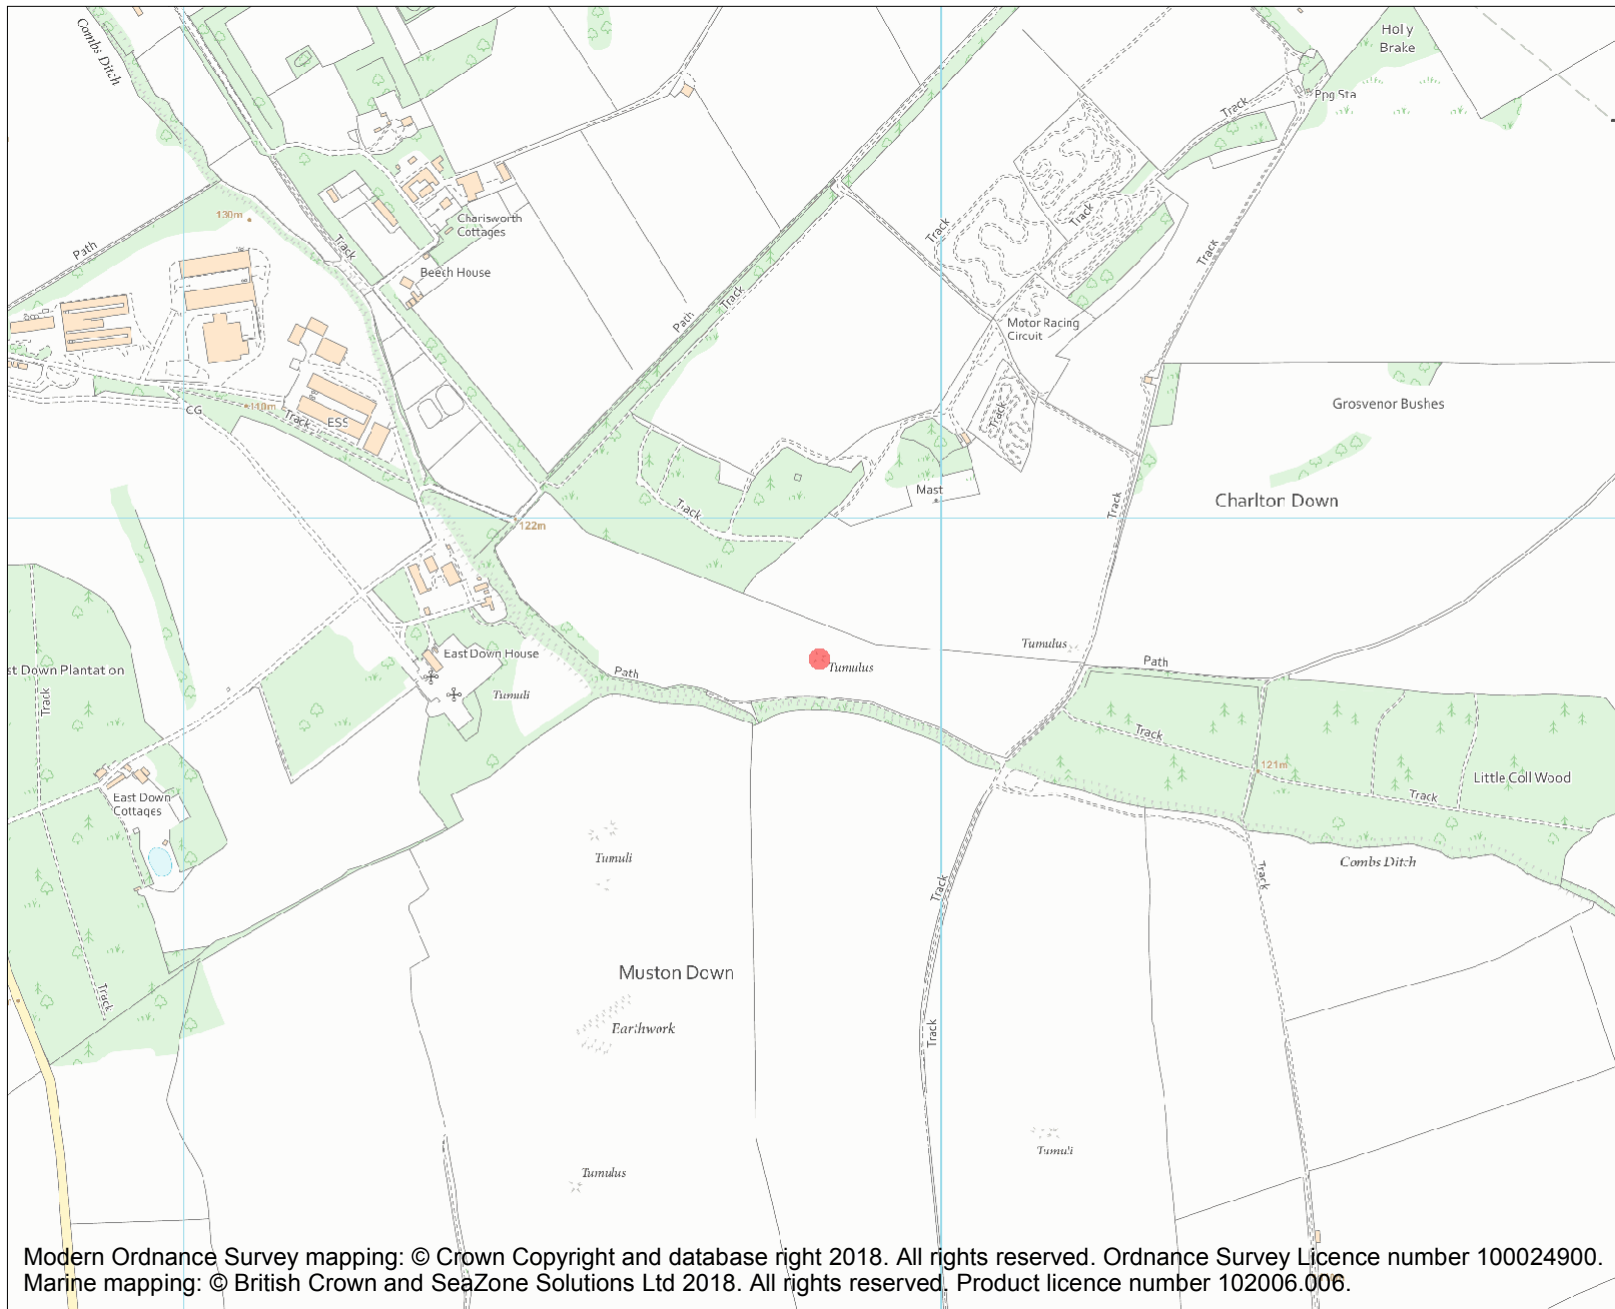 Combs Ditch
Holly
Brake
Track
Ppg Sta
130m
Path
Track
Charisworth
Cottages
Track
Track
Track
Beech House
Track
Path
Motor Racing
Circuit
CG
110m
Track
ESS
Track
Grosvenor Bushes
Mast
Track
Track
Charlton Down
122m
East Down House
Tumulus
Path
Tumulus
st Down Plantation
Track
Path
Tumuli
Track
121m
Little Coll Wood
Track
East Down
Cottages
Tumuli
Combs Ditch
Track
Track
Muston Down
Track
Earthwork
Track
Tumuli
Tumulus
Modern Ordnance Survey mapping: © Crown Copyright and database right 2018. All rights reserved. Ordnance Survey Licence number 100024900.
Marine mapping: © British Crown and SeaZone Solutions Ltd 2018. All rights reserved. Product licence number 102006.006.